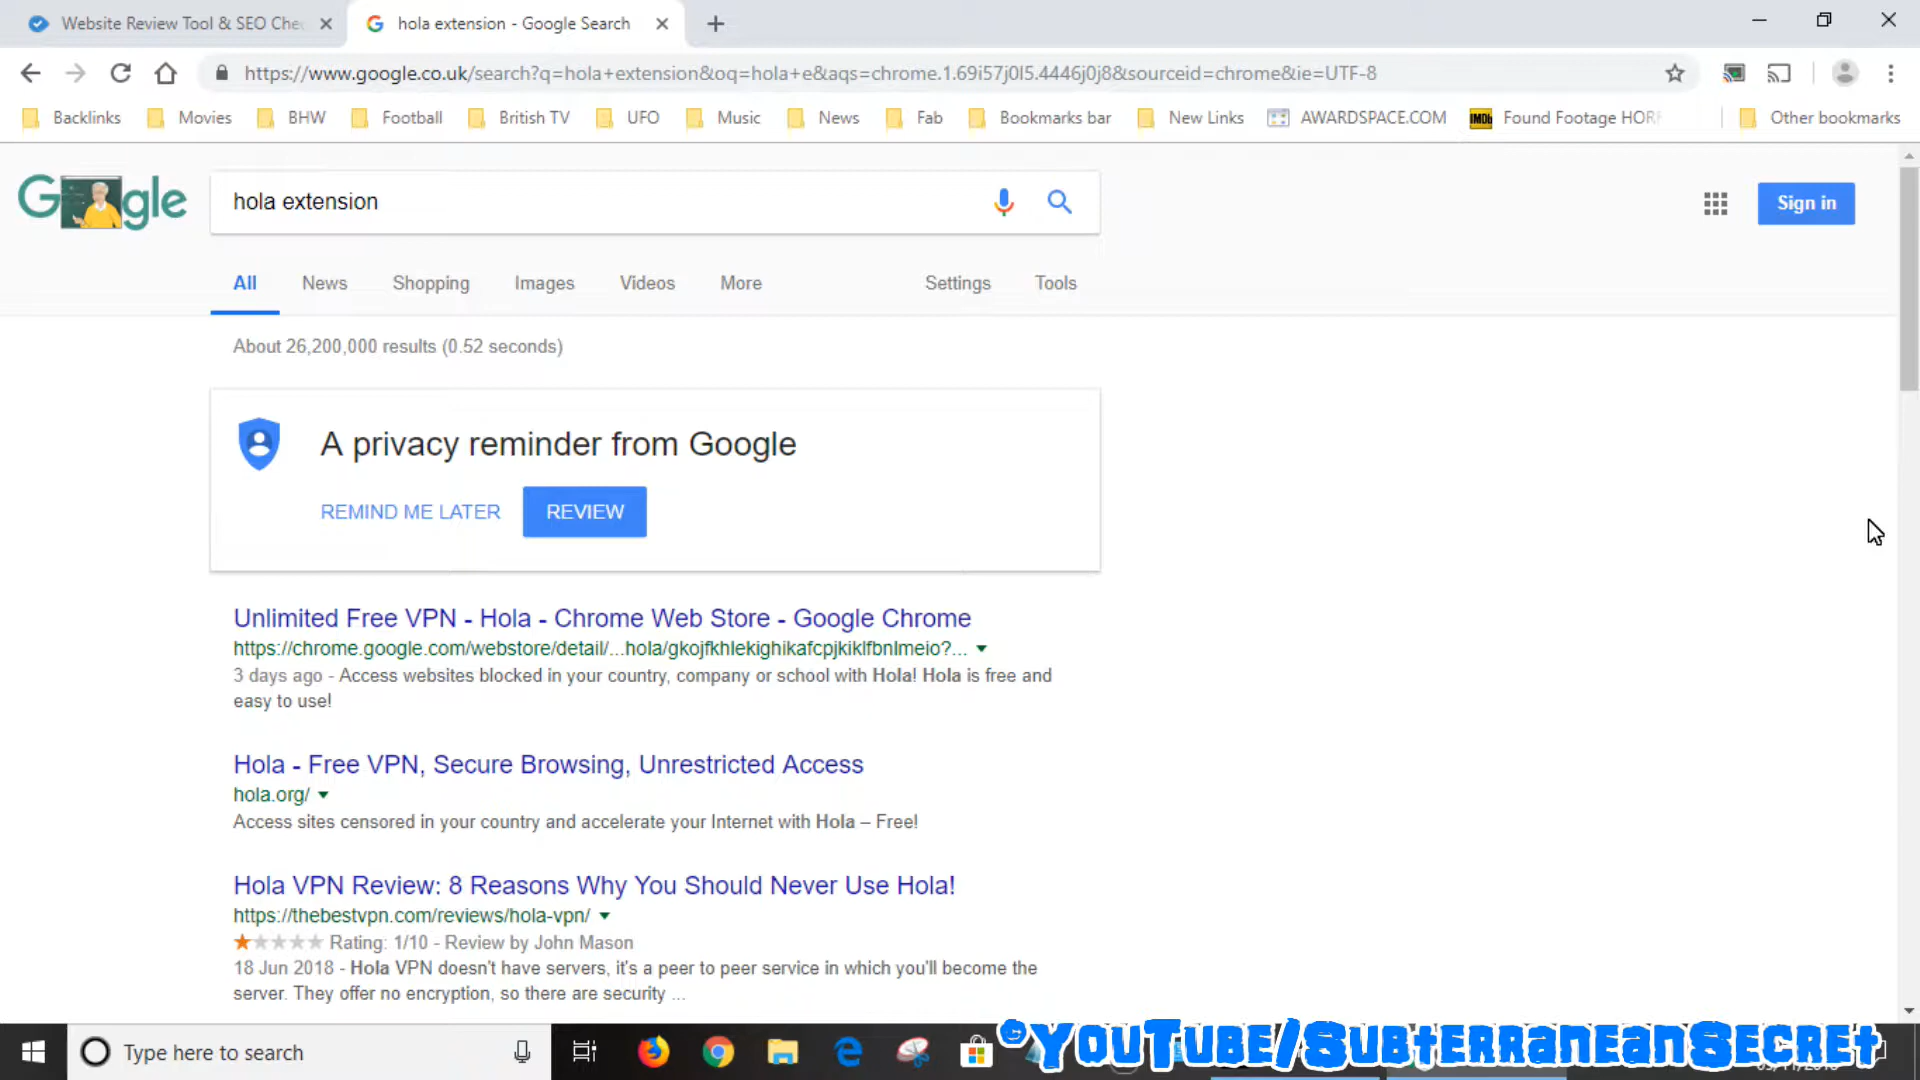 Website Review Tool & SEO Che
hola extension - Google Search
https://www.google.co.uk/search?q=hola+extension&oq=hola+e&aqs=chrome.1.69i57j0l5.4446j0j8&sourceid=chrome&ie=UTF-8
Backlinks Movies BHW Football British TV UFO Music News Fab Bookmarks bar New Links AWARDSPACE.COM IMDb Found Footage HORR Other bookmarks
Google
hola extension
Sign in
All News Shopping Images Videos More Settings Tools
About 26,200,000 results (0.52 seconds)
A privacy reminder from Google
REMIND ME LATER REVIEW
Unlimited Free VPN - Hola - Chrome Web Store - Google Chrome
https://chrome.google.com/webstore/detail/...hola/gkojfkhlekighikafcpjkiklfbnlmeio?...
3 days ago - Access websites blocked in your country, company or school with Hola! Hola is free and
easy to use!
Hola - Free VPN, Secure Browsing, Unrestricted Access
hola.org/
Access sites censored in your country and accelerate your Internet with Hola – Free!
Hola VPN Review: 8 Reasons Why You Should Never Use Hola!
https://thebestvpn.com/reviews/hola-vpn/
Rating: 1/10 - Review by John Mason
18 Jun 2018 - Hola VPN doesn't have servers, it's a peer to peer service in which you'll become the
server. They offer no encryption, so there are security ...
Type here to search
©YouTube/SubterraneanSecret